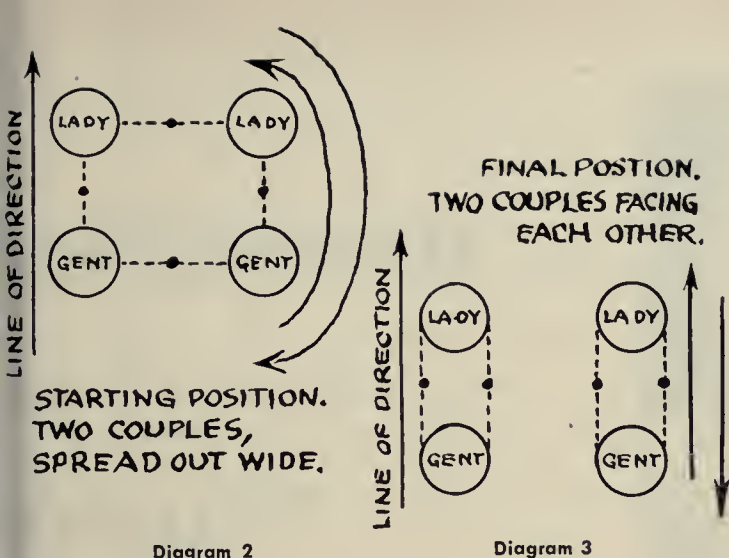 LINE OF DIRECTION
LADY LADY
GENT GENT
STARTING POSITION.
TWO COUPLES,
SPREAD OUT WIDE.
Diagram 2
FINAL POSTION.
TWO COUPLES FACING
EACH OTHER.
LINE OF DIRECTION
LADY LADY
GENT GENT
Diagram 3